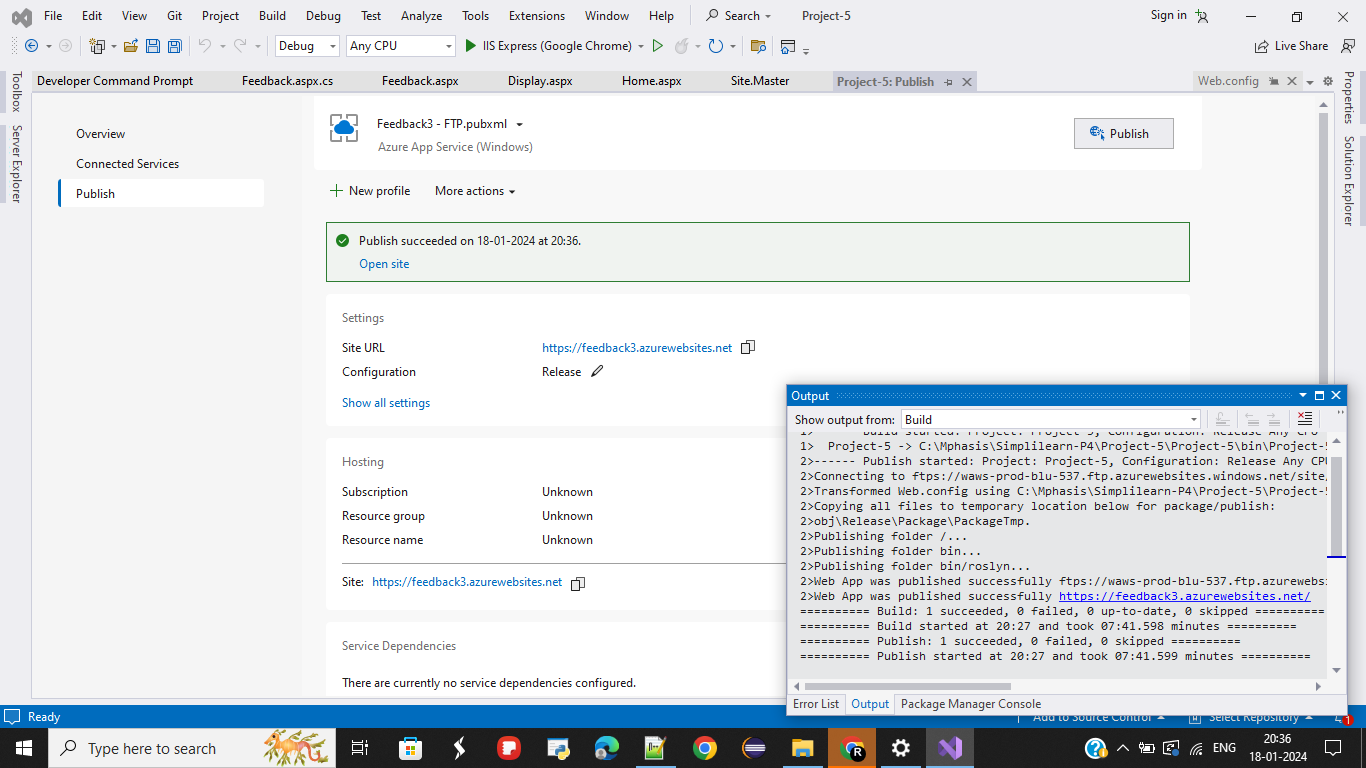 File Edit View Git Project Build Debug Test Analyze Tools Extensions Window Help Search Project-5 Sign in
Debug Any CPU IIS Express (Google Chrome) Live Share
Developer Command Prompt Feedback.aspx.cs Feedback.aspx Display.aspx Home.aspx Site.Master Project-5: Publish Web.config
Toolbox
Server Explorer
Properties
Solution Explorer
Overview
Connected Services
Publish
Feedback3 - FTP.pubxml
Azure App Service (Windows)
Publish
New profile More actions
Publish succeeded on 18-01-2024 at 20:36.
Open site
Settings
Site URL https://feedback3.azurewebsites.net
Configuration Release
Show all settings
Hosting
Subscription Unknown
Resource group Unknown
Resource name Unknown
Site: https://feedback3.azurewebsites.net
Service Dependencies
There are currently no service dependencies configured.
Output
Show output from: Build
1>------ Build started: Project: Project-5, Configuration: Release Any CPU
1> Project-5 -> C:\Mphasis\Simplilearn-P4\Project-5\Project-5\bin\Project-5
2>------ Publish started: Project: Project-5, Configuration: Release Any CPU
2>Connecting to ftps://waws-prod-blu-537.ftp.azurewebsites.windows.net/site/
2>Transformed Web.config using C:\Mphasis\Simplilearn-P4\Project-5\Project-5
2>Copying all files to temporary location below for package/publish:
2>obj\Release\Package\PackageTmp.
2>Publishing folder /...
2>Publishing folder bin...
2>Publishing folder bin/roslyn...
2>Web App was published successfully ftps://waws-prod-blu-537.ftp.azurewebsi
2>Web App was published successfully https://feedback3.azurewebsites.net/
========== Build: 1 succeeded, 0 failed, 0 up-to-date, 0 skipped ==========
========== Build started at 20:27 and took 07:41.598 minutes ==========
========== Publish: 1 succeeded, 0 failed, 0 skipped ==========
========== Publish started at 20:27 and took 07:41.599 minutes ==========
Error List Output Package Manager Console
Ready Add to Source Control Select Repository 1
Type here to search ENG 20:36
18-01-2024